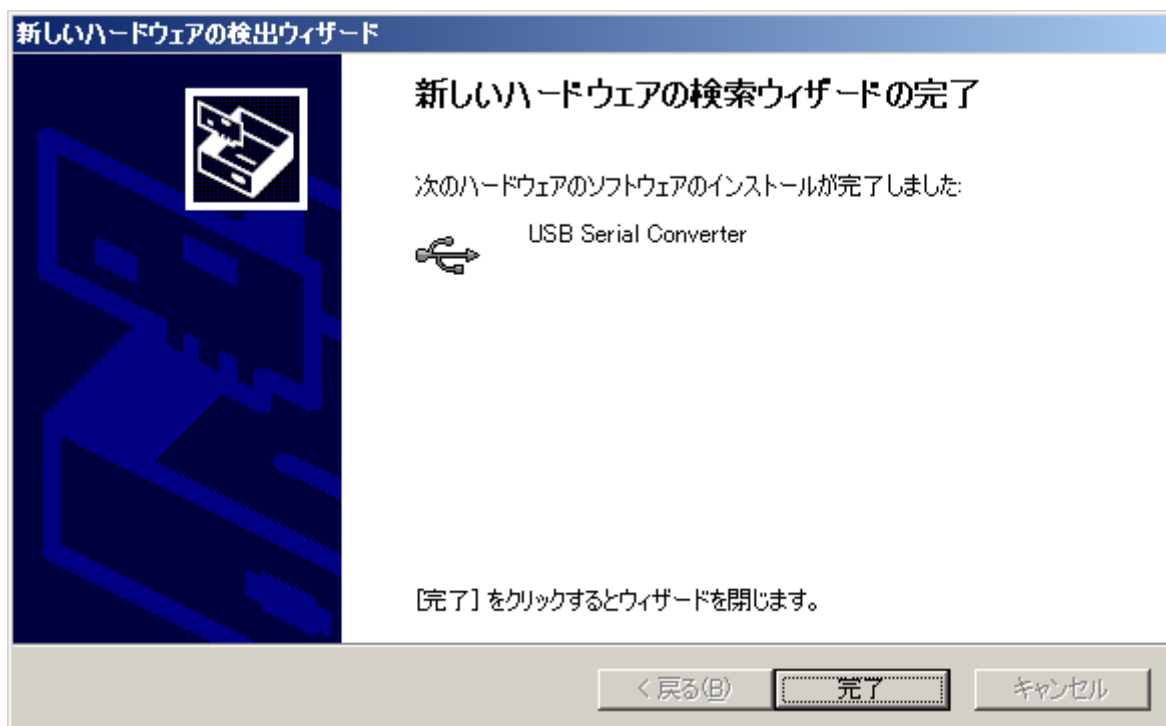 新しいハードウェアの検出ウィザード
新しいハードウェアの検索ウィザードの完了
次のハードウェアのソフトウェアのインストールが完了しました:
USB Serial Converter
[完了] をクリックするとウィザードを閉じます。
< 戻る(B)
完了
キャンセル